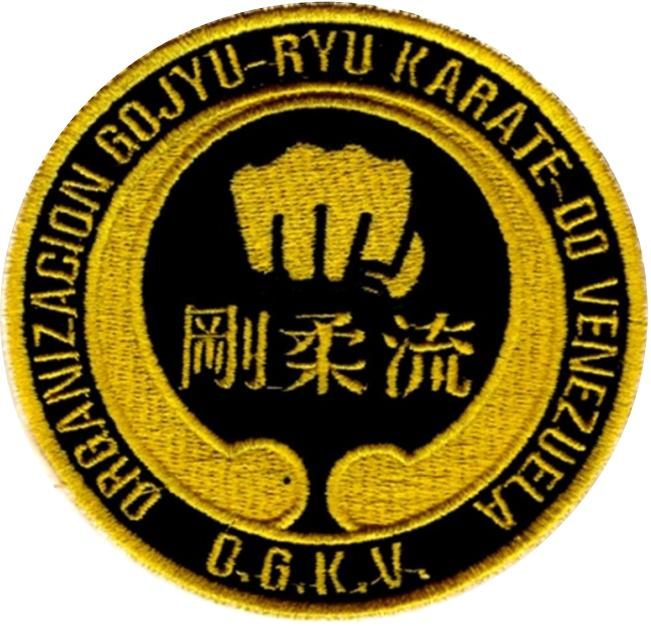 ORGANIZACION GOJYU-RYU KARATE-DO VENEZUELA
剛柔流
O.G.K.V.